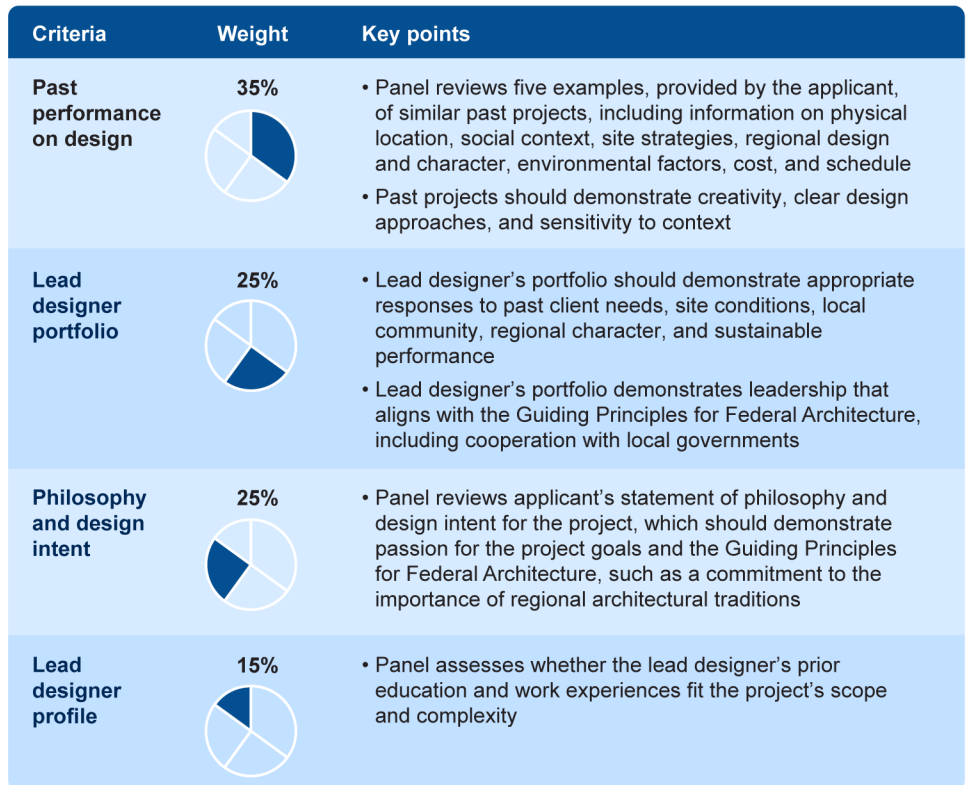 Criteria Weight Key points
Past
performance
on design
35%
• Panel reviews five examples, provided by the applicant,
of similar past projects, including information on physical
location, social context, site strategies, regional design
and character, environmental factors, cost, and schedule
• Past projects should demonstrate creativity, clear design
approaches, and sensitivity to context
Lead
designer
portfolio
25%
• Lead designer’s portfolio should demonstrate appropriate
responses to past client needs, site conditions, local
community, regional character, and sustainable
performance
• Lead designer’s portfolio demonstrates leadership that
aligns with the Guiding Principles for Federal Architecture,
including cooperation with local governments
Philosophy
and design
intent
25%
• Panel reviews applicant’s statement of philosophy and
design intent for the project, which should demonstrate
passion for the project goals and the Guiding Principles
for Federal Architecture, such as a commitment to the
importance of regional architectural traditions
Lead
designer
profile
15%
• Panel assesses whether the lead designer’s prior
education and work experiences fit the project’s scope
and complexity